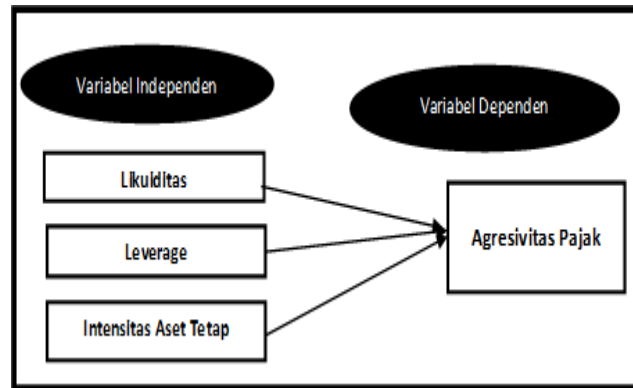 Variabel Independen
Variabel Dependen
Likuiditas
Leverage
Agresivitas Pajak
Intensitas Aset Tetap